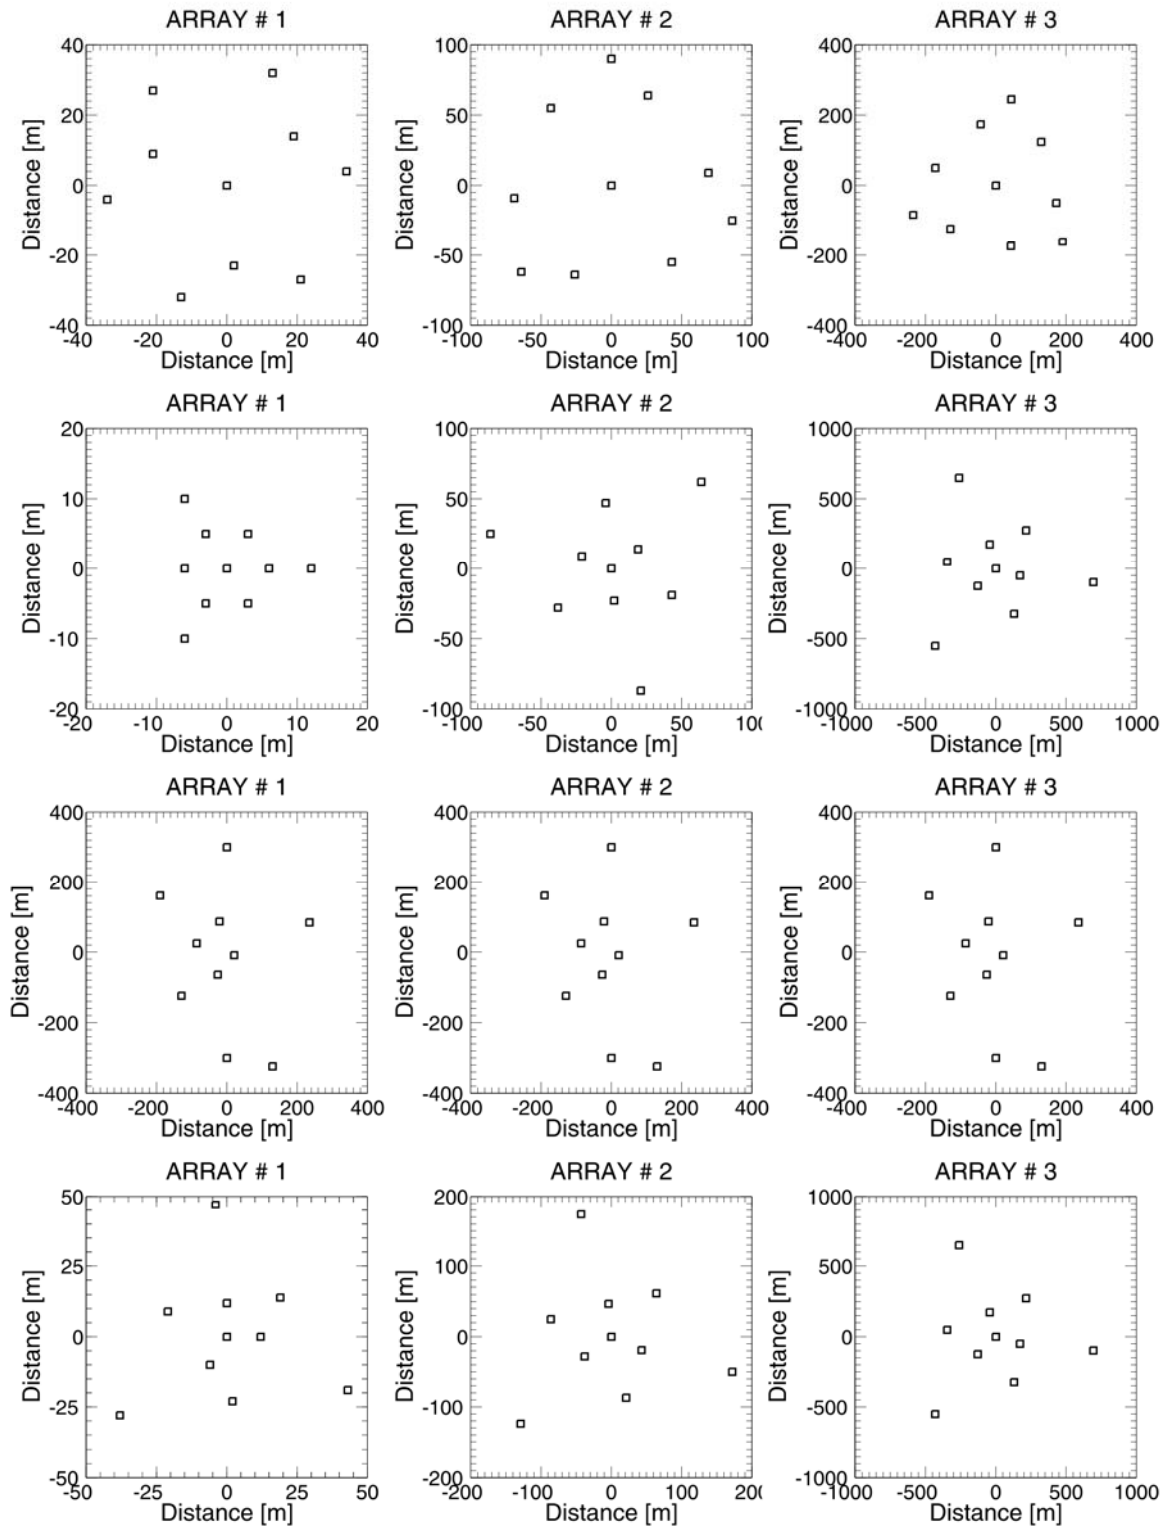 ARRAY # 1 ARRAY # 2 ARRAY # 3
40 100 400
20 50 200
0 0 0
-20 -50 -200
-40 -100 -400
-40 -20 0 20 40 -100 -50 0 50 100 -400 -200 0 200 400
Distance [m] Distance [m] Distance [m]
Distance [m] Distance [m] Distance [m]
ARRAY # 1 ARRAY # 2 ARRAY # 3
20 100 1000
10 50 500
0 0 0
-10 -50 -500
-20 -100 -1000
-20 -10 0 10 20 -100 -50 0 50 10 -1000 -500 0 500 1000
Distance [m] Distance [m] Distance [m]
Distance [m] Distance [m] Distance [m]
ARRAY # 1 ARRAY # 2 ARRAY # 3
400 400 400
200 200 200
0 0 0
-200 -200 -200
-400 -400 -400
-400 -200 0 200 400 -400 -200 0 200 400 -400 -200 0 200 400
Distance [m] Distance [m] Distance [m]
Distance [m] Distance [m] Distance [m]
ARRAY # 1 ARRAY # 2 ARRAY # 3
50 200 1000
25 100 500
0 0 0
-25 -100 -500
-50 -200 -1000
-50 -25 0 25 50 -200 -100 0 100 20 -1000 -500 0 500 1000
Distance [m] Distance [m] Distance [m]
Distance [m] Distance [m] Distance [m]